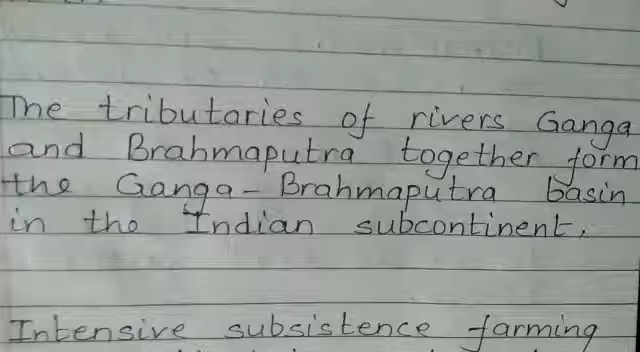 The tributaries of rivers Ganga
and Brahmaputra together form
the Ganga - Brahmaputra basin
in the Indian subcontinent.
Intensive subsistence farming